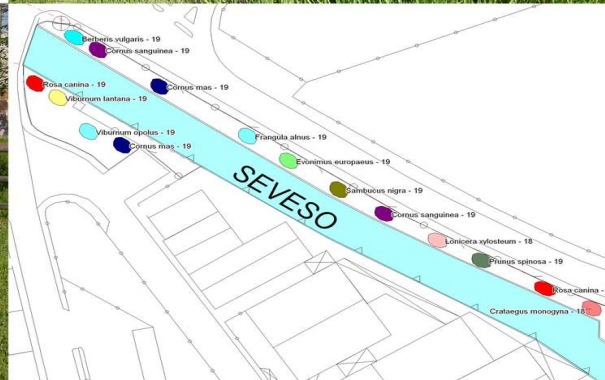 Berberis vulgaris - 19
Cornus sanguinea - 19
Rosa canina - 19
Cornus mas - 19
Viburnum lantana - 19
Viburnum opulus - 19
Frangula alnus - 19
Cornus mas - 19
Evonimus europaeus - 19
SEVESO
Sambucus nigra - 19
Cornus sanguinea - 19
Lonicera xylosteum - 18
Prunus spinosa - 19
Rosa canina -
Crataegus monogyna - 18